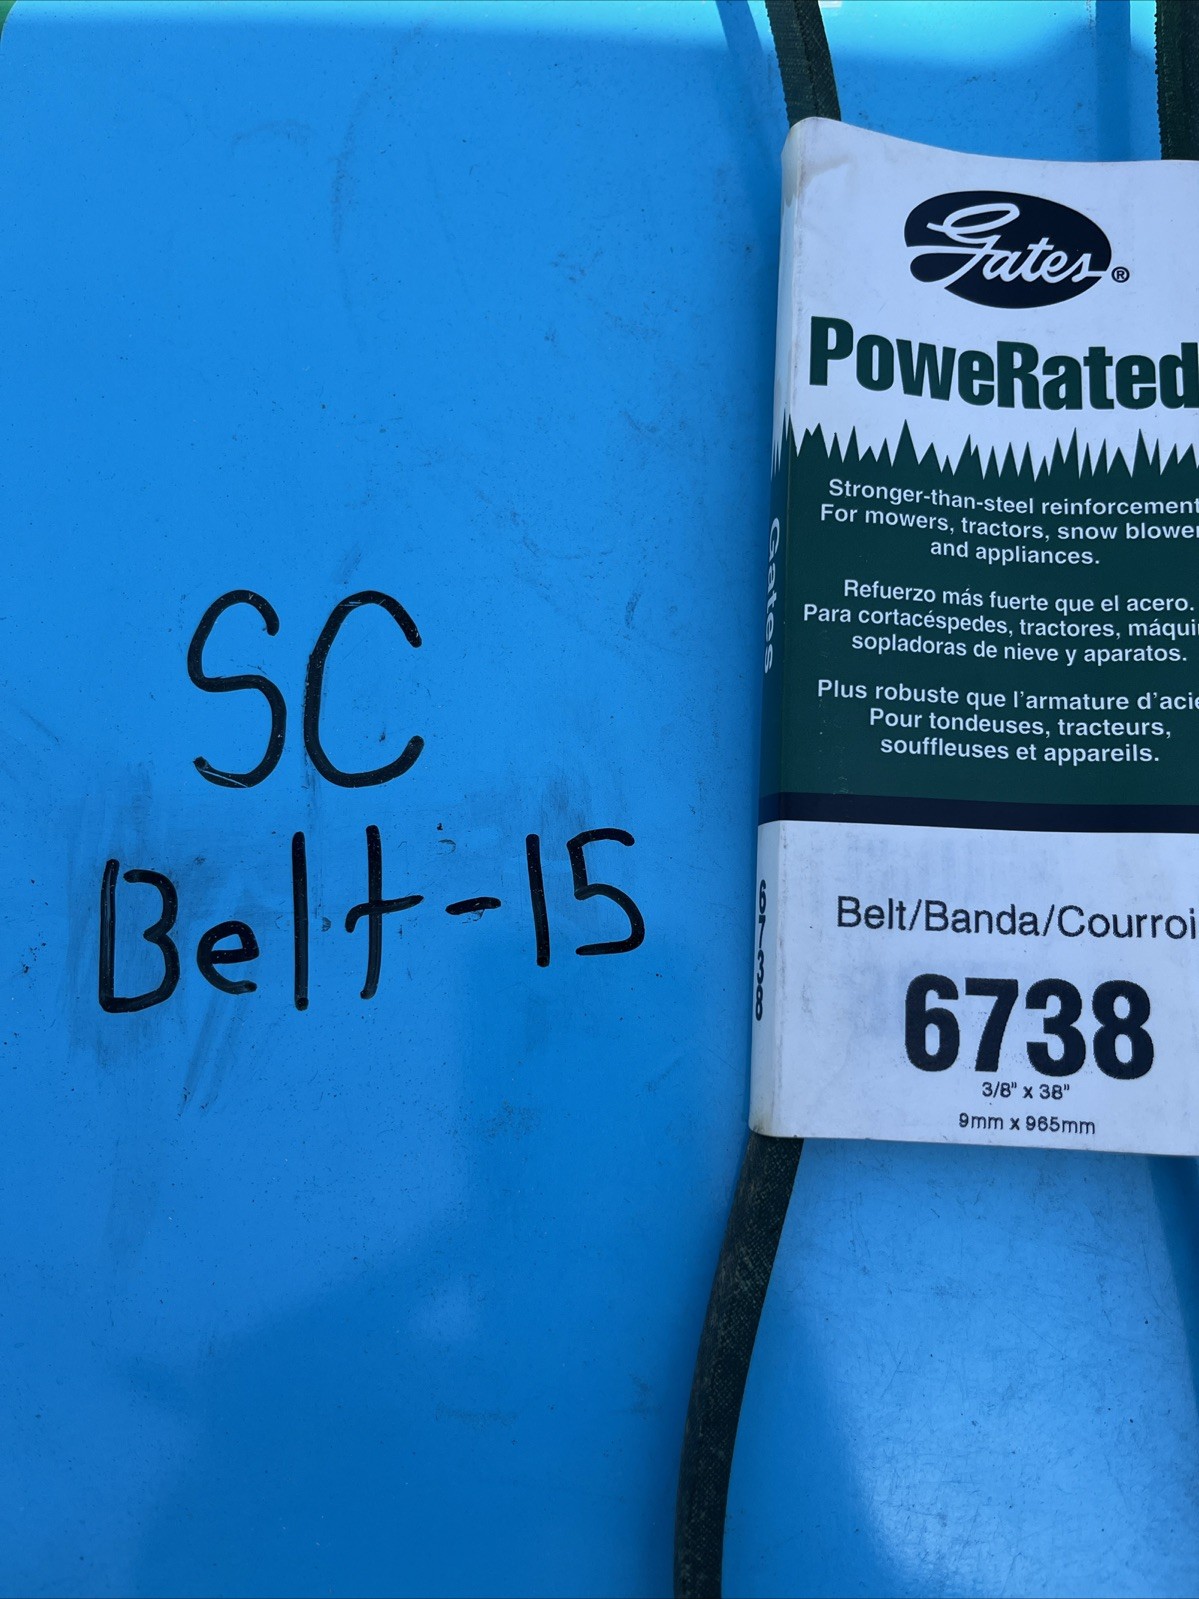 SC
Belt-15
Gates®
PoweRated
Stronger-than-steel reinforcement
For mowers, tractors, snow blower
and appliances.
Refuerzo más fuerte que el acero.
Para cortacéspedes, tractores, máqui
sopladoras de nieve y aparatos.
Plus robuste que l'armature d'acie
Pour tondeuses, tracteurs,
souffleuses et appareils.
Belt/Banda/Courroi
6738
3/8" x 38"
9mm x 965mm
Gates
6738